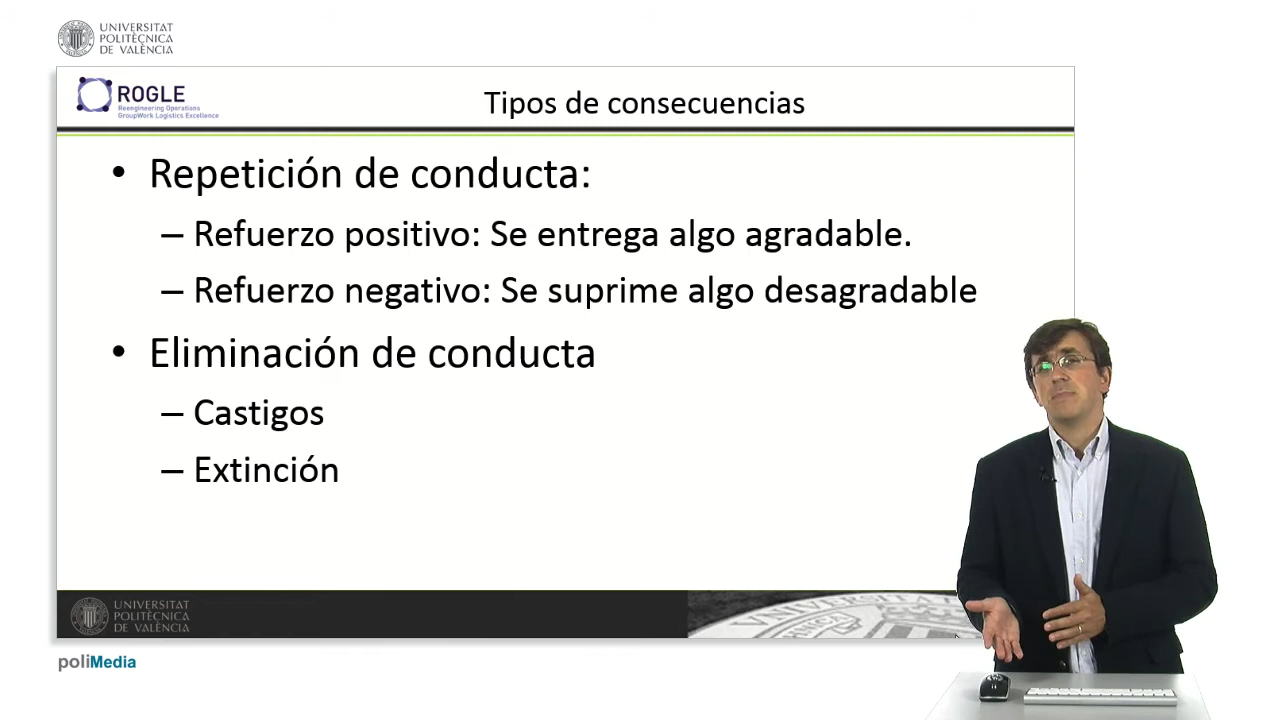 UNIVERSITAT
POLITÈCNICA
DE VALÈNCIA
ROGLE
Reengineering Operations
GroupWork Logistics Excellence
Tipos de consecuencias
• Repetición de conducta:
– Refuerzo positivo: Se entrega algo agradable.
– Refuerzo negativo: Se suprime algo desagradable
• Eliminación de conducta
– Castigos
– Extinción
UNIVERSITAT
POLITÈCNICA
DE VALÈNCIA
poliMedia